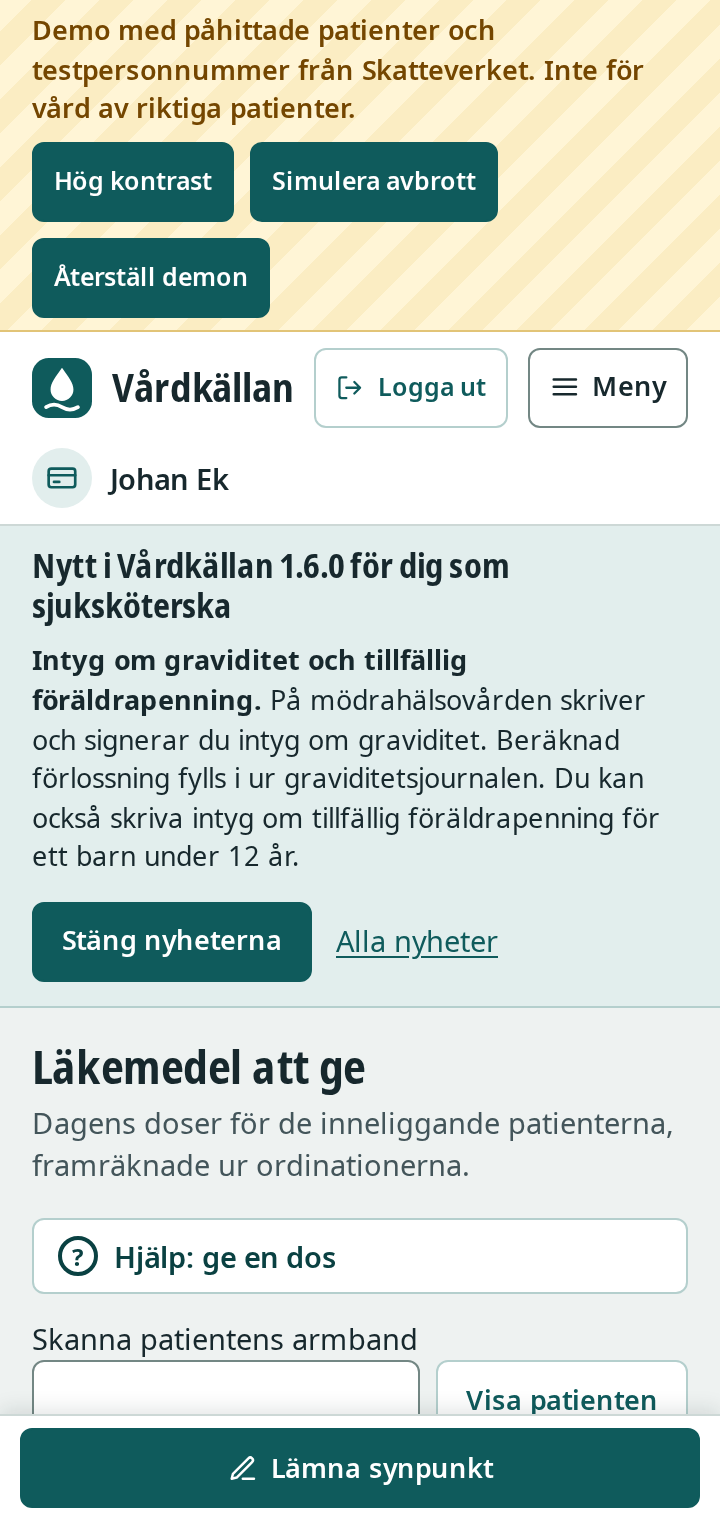 Demo med påhittade patienter och
testpersonnummer från Skatteverket. Inte för
vård av riktiga patienter.
Hög kontrast
Simulera avbrott
Återställ demon
Vårdkällan
Logga ut
Meny
Johan Ek
Nytt i Vårdkällan 1.6.0 för dig som
sjuksköterska
Intyg om graviditet och tillfällig
föräldrapenning. På mödrahälsovården skriver
och signerar du intyg om graviditet. Beräknad
förlossning fylls i ur graviditetsjournalen. Du kan
också skriva intyg om tillfällig föräldrapenning för
ett barn under 12 år.
Stäng nyheterna
Alla nyheter
Läkemedel att ge
Dagens doser för de inneliggande patienterna,
framräknade ur ordinationerna.
? Hjälp: ge en dos
Skanna patientens armband
Visa patienten
Lämna synpunkt